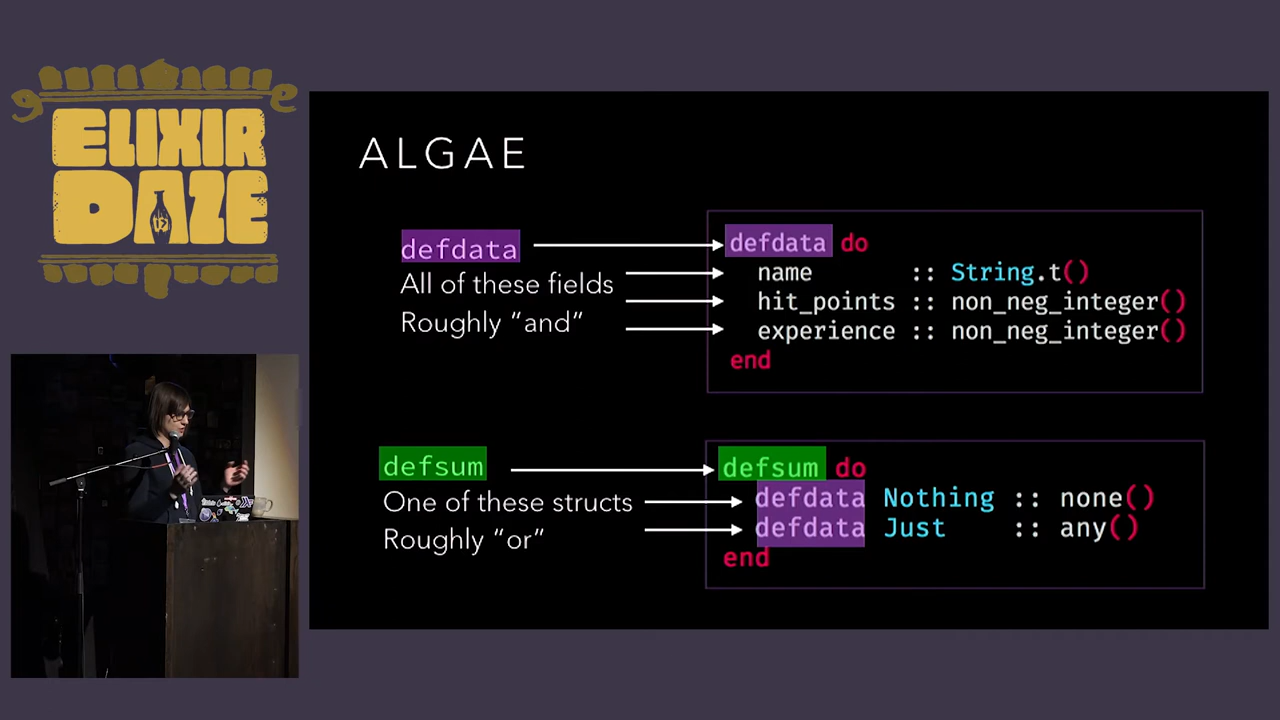 ELIXIR
DAZE
ALGAE
defdata
All of these fields
Roughly “and”
defdata do
name :: String.t()
hit_points :: non_neg_integer()
experience :: non_neg_integer()
end
defsum
One of these structs
Roughly “or”
defsum do
defdata Nothing :: none()
defdata Just :: any()
end